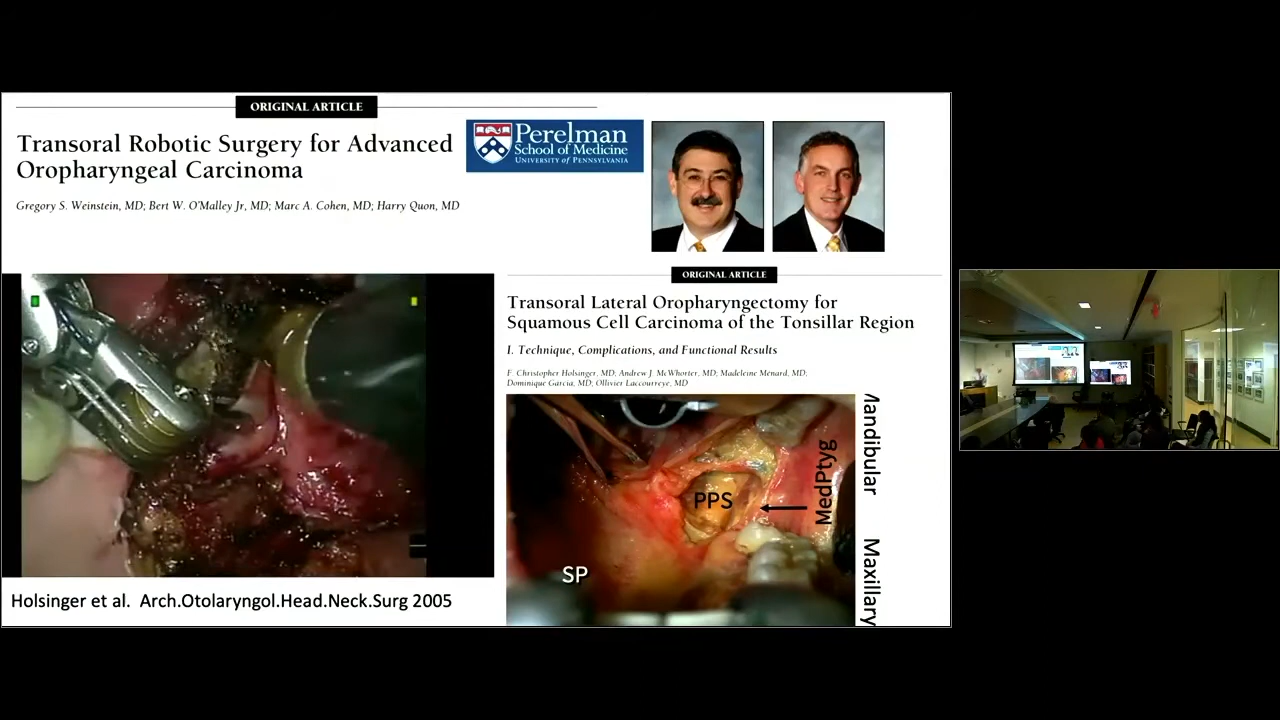 ORIGINAL ARTICLE
Transoral Robotic Surgery for Advanced
Oropharyngeal Carcinoma
Gregory S. Weinstein, MD; Bert W. O'Malley Jr, MD; Marc A. Cohen, MD; Harry Quon, MD
Perelman
School of Medicine
UNIVERSITY of PENNSYLVANIA
ORIGINAL ARTICLE
Transoral Lateral Oropharyngectomy for
Squamous Cell Carcinoma of the Tonsillar Region
I. Technique, Complications, and Functional Results
F. Christopher Holsinger, MD; Andrew J. McWhorter, MD; Madeleine Ménard, MD;
Dominique Garcia, MD; Ollivier Laccourreye, MD
PPS
MedPtyg
SP
Mandibular
Maxillary
Holsinger et al. Arch.Otolaryngol.Head.Neck.Surg 2005